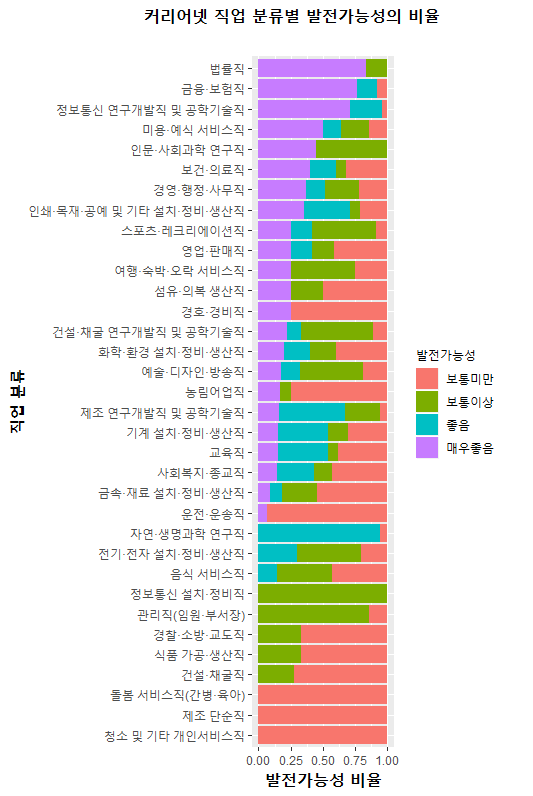 커리어넷 직업 분류별 발전가능성의 비율
직업 분류
법률직
금융·보험직
정보통신 연구개발직 및 공학기술직
미용·예식 서비스직
인문·사회과학 연구직
보건·의료직
경영·행정·사무직
인쇄·목재·공예 및 기타 설치·정비·생산직
스포츠·레크리에이션직
영업·판매직
여행·숙박·오락 서비스직
섬유·의복 생산직
경호·경비직
건설·채굴 연구개발직 및 공학기술직
화학·환경 설치·정비·생산직
예술·디자인·방송직
농림어업직
제조 연구개발직 및 공학기술직
기계 설치·정비·생산직
교육직
사회복지·종교직
금속·재료 설치·정비·생산직
운전·운송직
자연·생명과학 연구직
전기·전자 설치·정비·생산직
음식 서비스직
정보통신 설치·정비직
관리직(임원·부서장)
경찰·소방·교도직
식품 가공·생산직
건설·채굴직
돌봄 서비스직(간병·육아)
제조 단순직
청소 및 기타 개인서비스직
0.00 0.25 0.50 0.75 1.00
발전가능성 비율
발전가능성
보통미만
보통이상
좋음
매우좋음